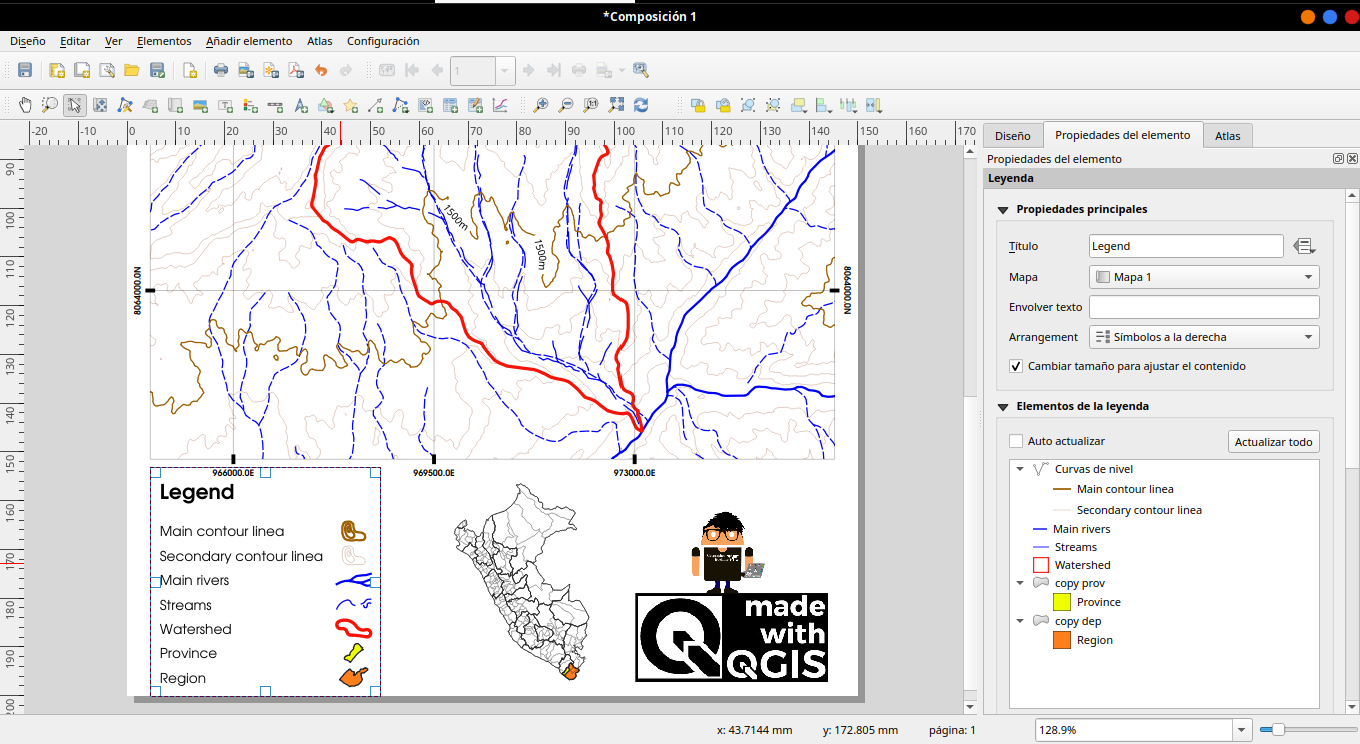 *Composición 1
Diseño Editar Ver Elementos Añadir elemento Atlas Configuración
1
-20 -10 0 10 20 30 40 50 60 70 80 90 100 110 120 130 140 150 160 170
Diseño Propiedades del elemento Atlas
Propiedades del elemento
Leyenda
Propiedades principales
Título Legend
Mapa Mapa 1
Envolver texto
Arrangement Símbolos a la derecha
Cambiar tamaño para ajustar el contenido
Elementos de la leyenda
Auto actualizar Actualizar todo
Curvas de nivel
Main contour linea
Secondary contour linea
Main rivers
Streams
Watershed
copy prov
Province
copy dep
Region
90
100
110
120
130
140
150
160
170
180
190
200
1500m
1500m
8064000.0N
8064000.0N
966000.0E 969500.0E 973000.0E
Legend
Main contour linea
Secondary contour linea
Main rivers
Streams
Watershed
Province
Region
made
with
QGIS
x: 43.7144 mm y: 172.805 mm página: 1 128.9%